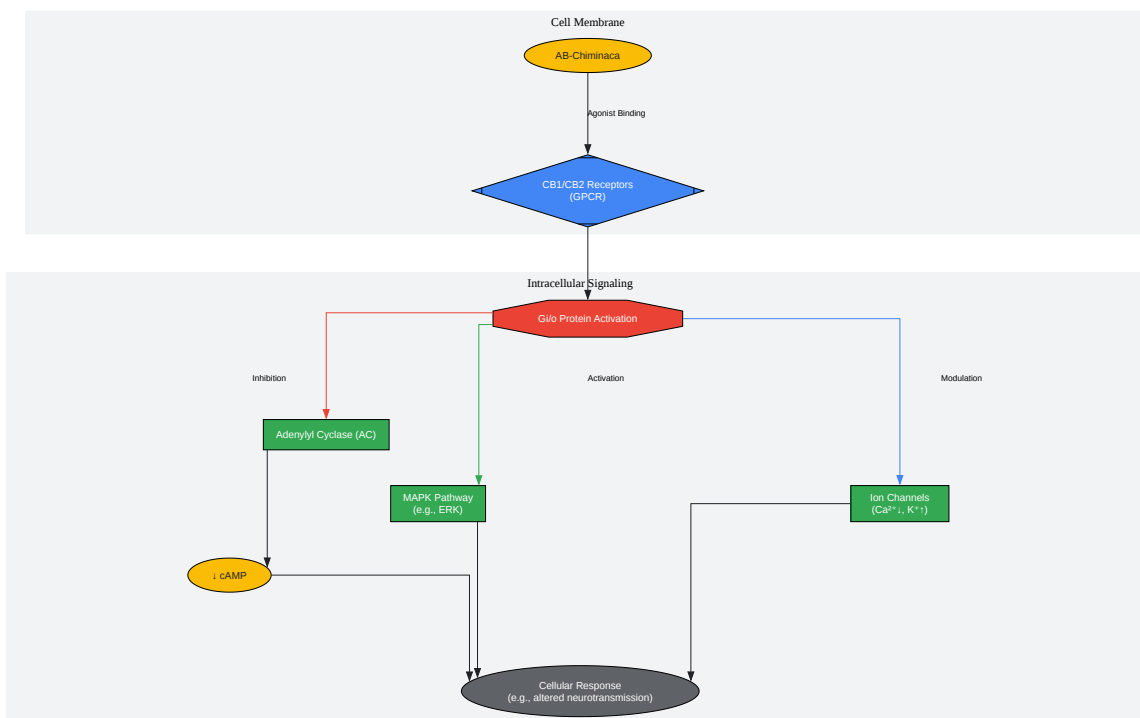 Cell Membrane
AB-Chiminaca
Agonist Binding
CB1/CB2 Receptors
(GPCR)
Intracellular Signaling
Gi/o Protein Activation
Inhibition
Activation
Modulation
Adenylyl Cyclase (AC)
MAPK Pathway
(e.g., ERK)
Ion Channels
(Ca²⁺↓, K⁺↑)
↓ cAMP
Cellular Response
(e.g., altered neurotransmission)